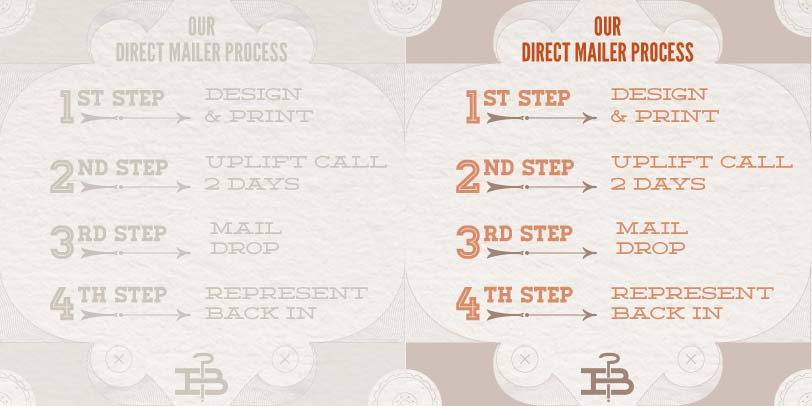 OUR
DIRECT MAILER PROCESS
1ST STEP
DESIGN
& PRINT
2ND STEP
UPLIFT CALL
2 DAYS
3RD STEP
MAIL
DROP
4TH STEP
REPRESENT
BACK IN
OUR
DIRECT MAILER PROCESS
1ST STEP
DESIGN
& PRINT
2ND STEP
UPLIFT CALL
2 DAYS
3RD STEP
MAIL
DROP
4TH STEP
REPRESENT
BACK IN